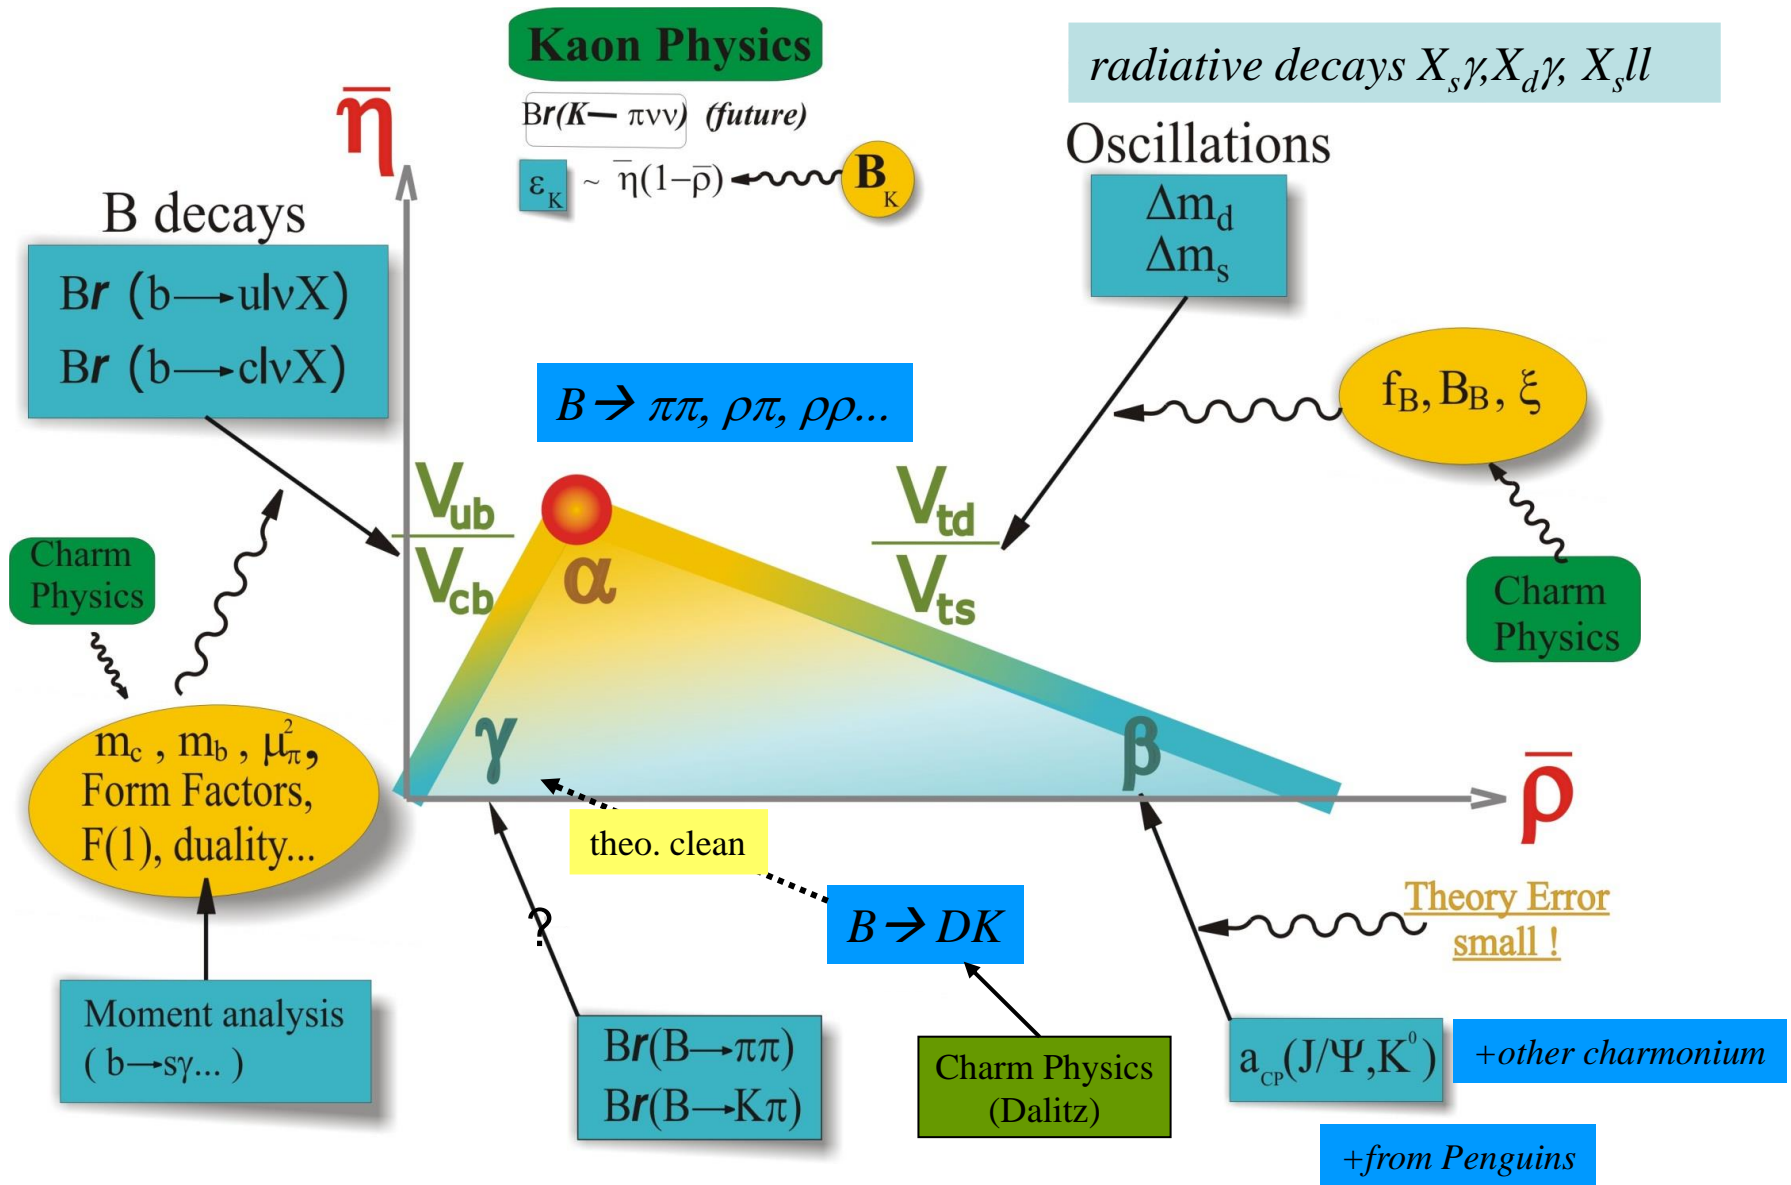 Kaon Physics
radiative decays X_sγ,X_dγ, X_sll
η̅
Br(K— πνν) (future)
ε_K ~ η̅(1−ρ̅)
B_K
Oscillations
Δm_d
Δm_s
B decays
Br (b→ulνX)
Br (b→clνX)
B→ ππ, ρπ, ρρ...
f_B, B_B, ξ
V_ub
V_cb
V_td
V_ts
α
Charm
Physics
Charm
Physics
γ
β
m_c , m_b , μ_π^2,
Form Factors,
F(1), duality...
ρ̅
theo. clean
Theory Error
small !
?
B→ DK
Moment analysis
( b→sγ... )
Br(B→ππ)
Br(B→Kπ)
Charm Physics
(Dalitz)
a_CP(J/Ψ,K^0)
+other charmonium
+from Penguins